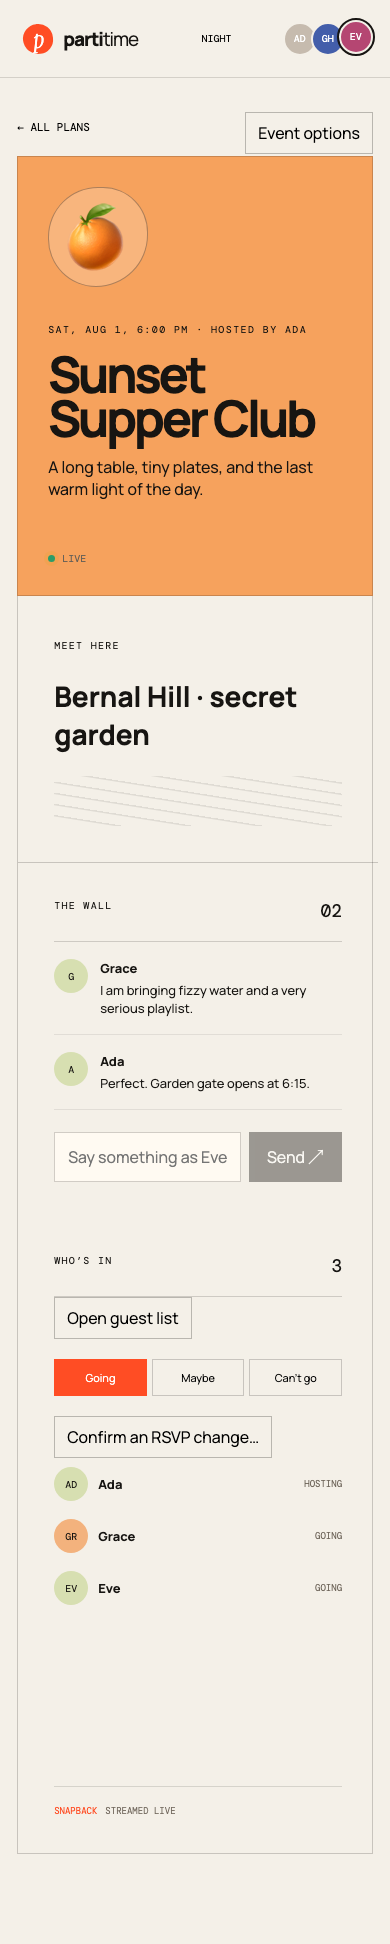 p partitime
NIGHT
AD GH EV
← ALL PLANS
Event options
SAT, AUG 1, 6:00 PM · HOSTED BY ADA
Sunset
Supper Club
A long table, tiny plates, and the last
warm light of the day.
LIVE
MEET HERE
Bernal Hill · secret
garden
THE WALL 02
Grace
G
I am bringing fizzy water and a very
serious playlist.
Ada
A
Perfect. Garden gate opens at 6:15.
Say something as Eve
Send ↗
WHO'S IN 3
Open guest list
Going Maybe Can't go
Confirm an RSVP change…
AD Ada HOSTING
GR Grace GOING
EV Eve GOING
SNAPBACK STREAMED LIVE